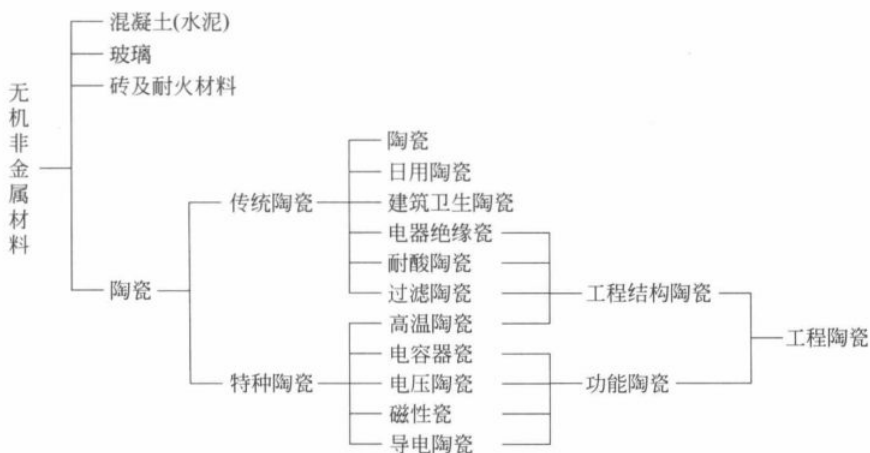 混凝土(水泥)
玻璃
砖及耐火材料
无机非金属材料
陶瓷
传统陶瓷
陶瓷
日用陶瓷
建筑卫生陶瓷
电器绝缘瓷
耐酸陶瓷
过滤陶瓷
工程结构陶瓷
高温陶瓷
工程陶瓷
电容器瓷
特种陶瓷
电压陶瓷
功能陶瓷
磁性瓷
导电陶瓷